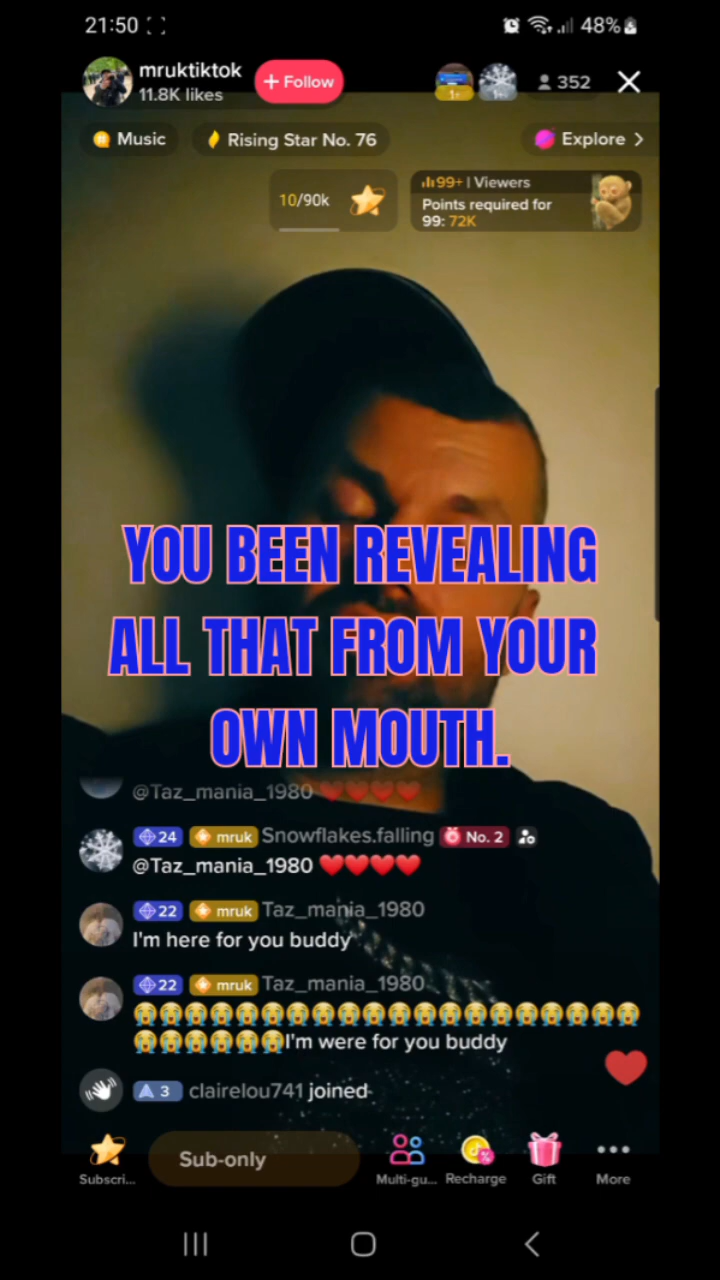 21:50
48%
mruktiktok
11.8K likes
+ Follow
1+
1+
352
Music
Rising Star No. 76
Explore >
10/90k
99+ | Viewers
Points required for
99: 72K
YOU BEEN REVEALING
ALL THAT FROM YOUR
OWN MOUTH.
@Taz_mania_1980 ❤️❤️❤️❤️
24 mruk Snowflakes.falling No. 2
@Taz_mania_1980 ❤️❤️❤️❤️
22 mruk Taz_mania_1980
I'm here for you buddy
22 mruk Taz_mania_1980
😭😭😭😭😭😭😭😭😭😭😭😭😭😭😭😭😭😭😭😭
😭😭😭😭😭😭I'm were for you buddy
3 clairelou741 joined
Sub-only
Subscri... Multi-gu... Recharge Gift More